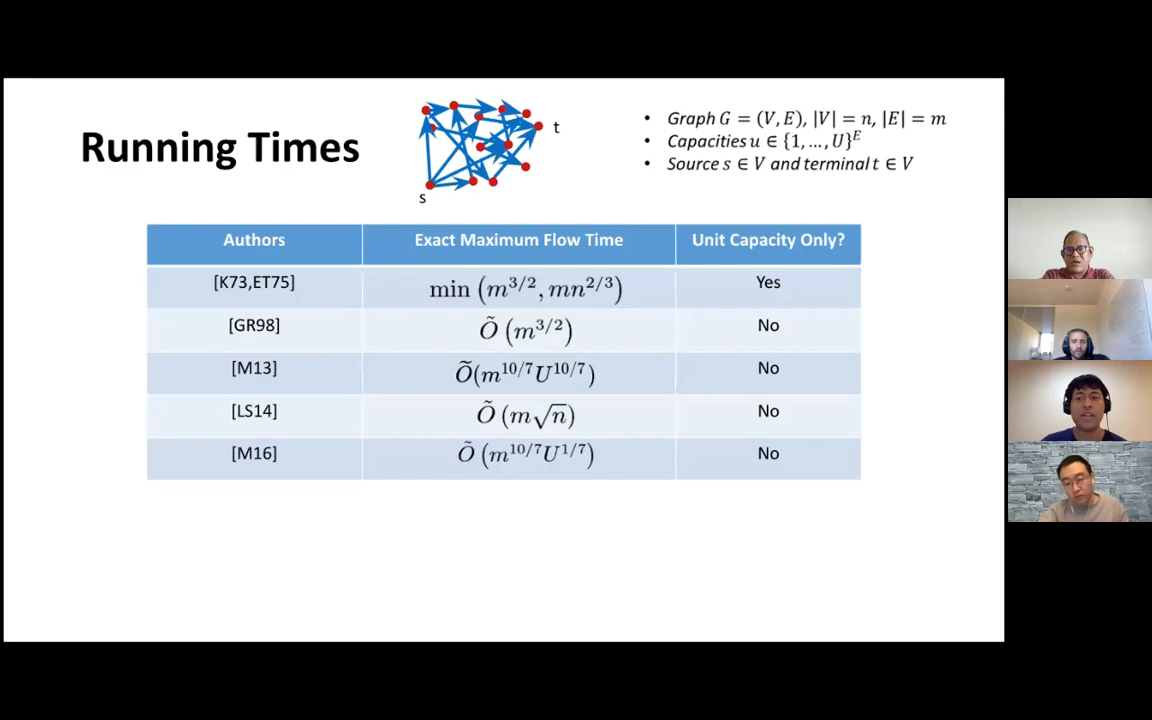 Running Times
s
t
• Graph G = (V, E), |V| = n, |E| = m
• Capacities u ∈ {1, ..., U}^E
• Source s ∈ V and terminal t ∈ V
Authors Exact Maximum Flow Time Unit Capacity Only?
[K73,ET75] min (m^{3/2}, mn^{2/3}) Yes
[GR98] Õ (m^{3/2}) No
[M13] Õ(m^{10/7}U^{10/7}) No
[LS14] Õ (m√n) No
[M16] Õ (m^{10/7}U^{1/7}) No